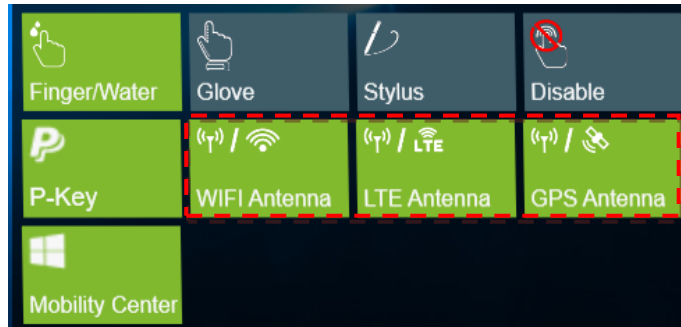 Finger/Water
Glove
Stylus
Disable
P-Key
/
WIFI Antenna
/ LTE
LTE Antenna
/
GPS Antenna
Mobility Center